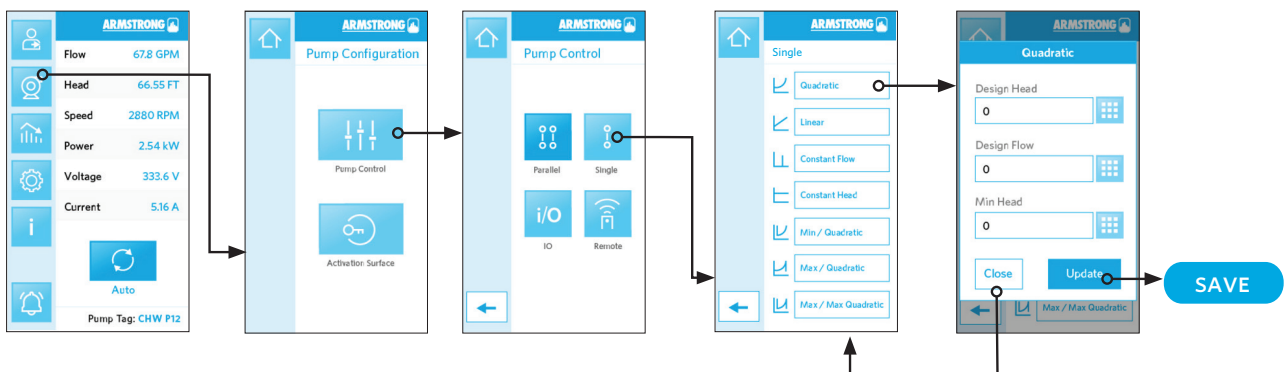 ARMSTRONG
Flow 67.8 GPM
Head 66.55 FT
Speed 2880 RPM
Power 2.54 kW
Voltage 333.6 V
Current 5.16 A
i
Auto
Pump Tag: CHW P12
ARMSTRONG
Pump Configuration
Pump Control
Activation Surface
ARMSTRONG
Pump Control
Parallel Single
i/O
IO Remote
ARMSTRONG
Single
Quadratic
Linear
Constant Flow
Constant Head
Min / Quadratic
Max / Quadratic
Max / Max Quadratic
ARMSTRONG
Quadratic
Design Head
0
Design Flow
0
Min Head
0
Close Update
Max / Max Quadratic
SAVE